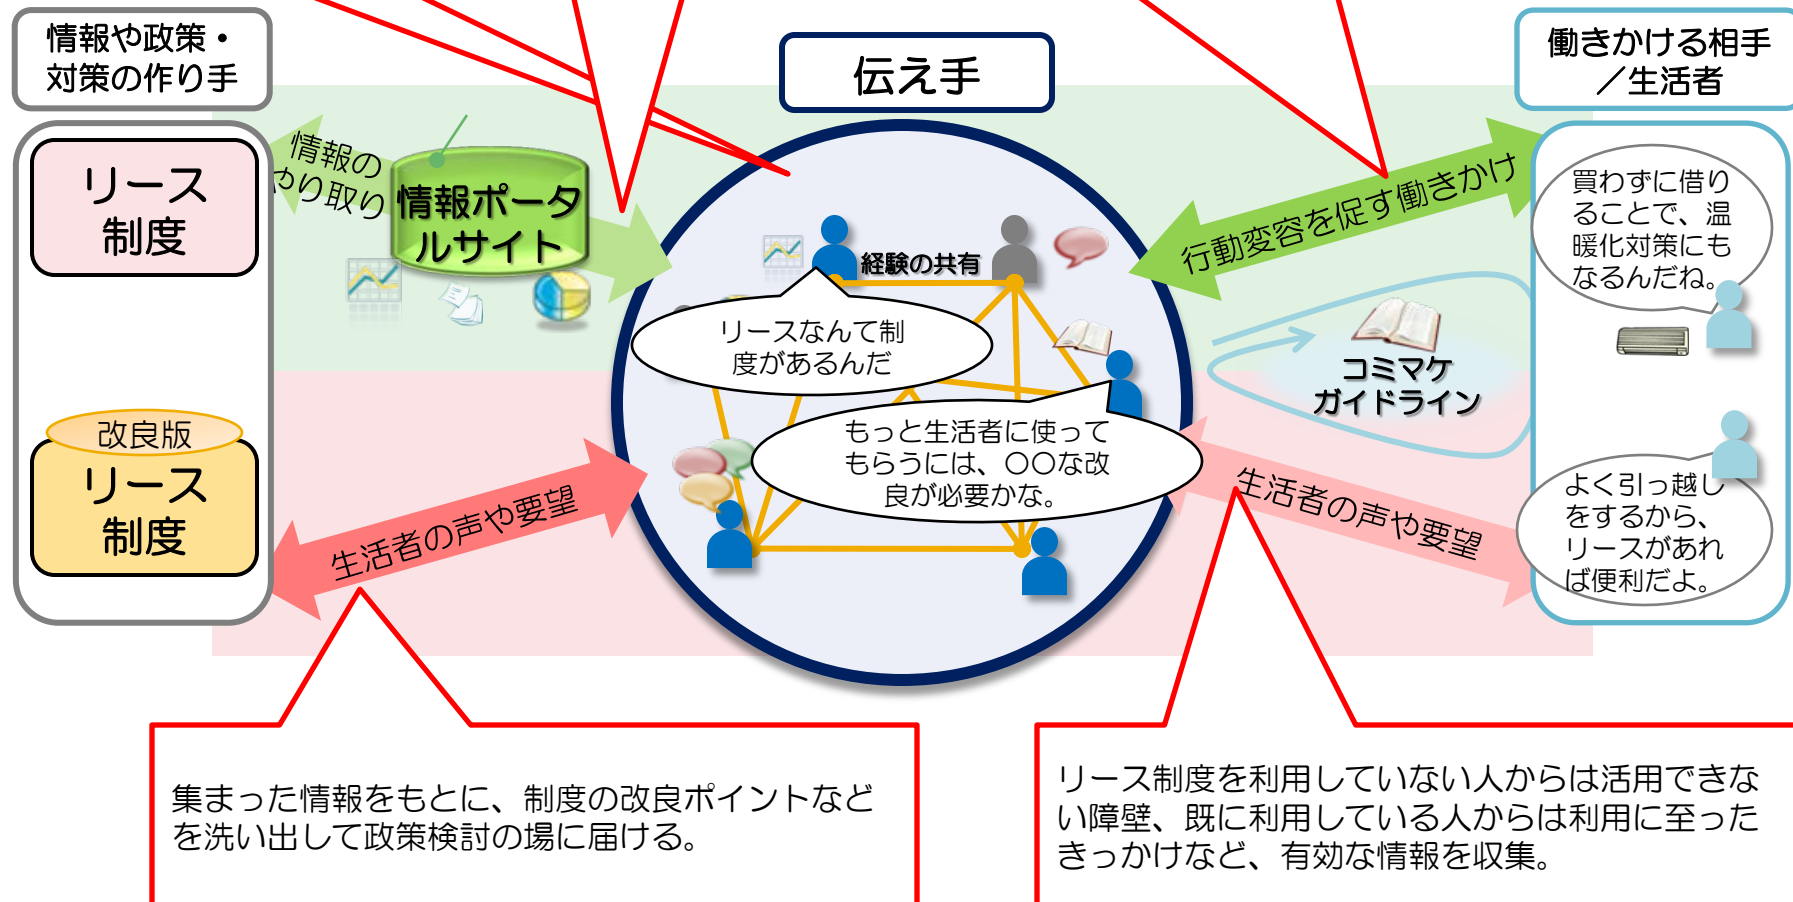 情報や政策・
対策の作り手
伝え手
働きかける相手
／生活者
リース
制度
情報の
やり取り
情報ポータ
ルサイト
経験の共有
リースなんて制
度があるんだ
もっと生活者に使って
もらうには、〇〇な改
良が必要かな。
行動変容を促す働きかけ
コミマケ
ガイドライン
買わずに借り
ることで、温
暖化対策にも
なるんだね。
改良版
リース
制度
生活者の声や要望
生活者の声や要望
よく引っ越し
をするから、
リースがあれ
ば便利だよ。
集まった情報をもとに、制度の改良ポイントなど
を洗い出して政策検討の場に届ける。
リース制度を利用していない人からは活用できな
い障壁、既に利用している人からは利用に至った
きっかけなど、有効な情報を収集。